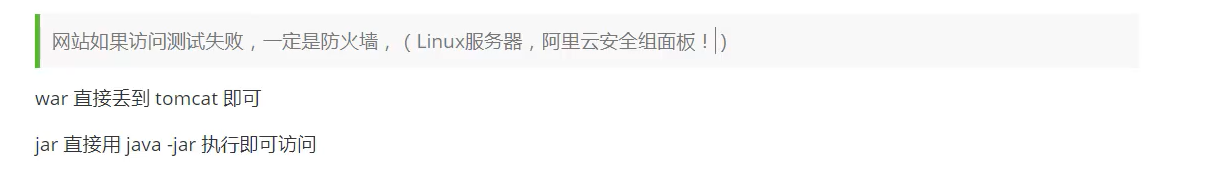 网站如果访问测试失败，一定是防火墙，（Linux服务器，阿里云安全组面板！）
war 直接丢到 tomcat 即可
jar 直接用 java -jar 执行即可访问